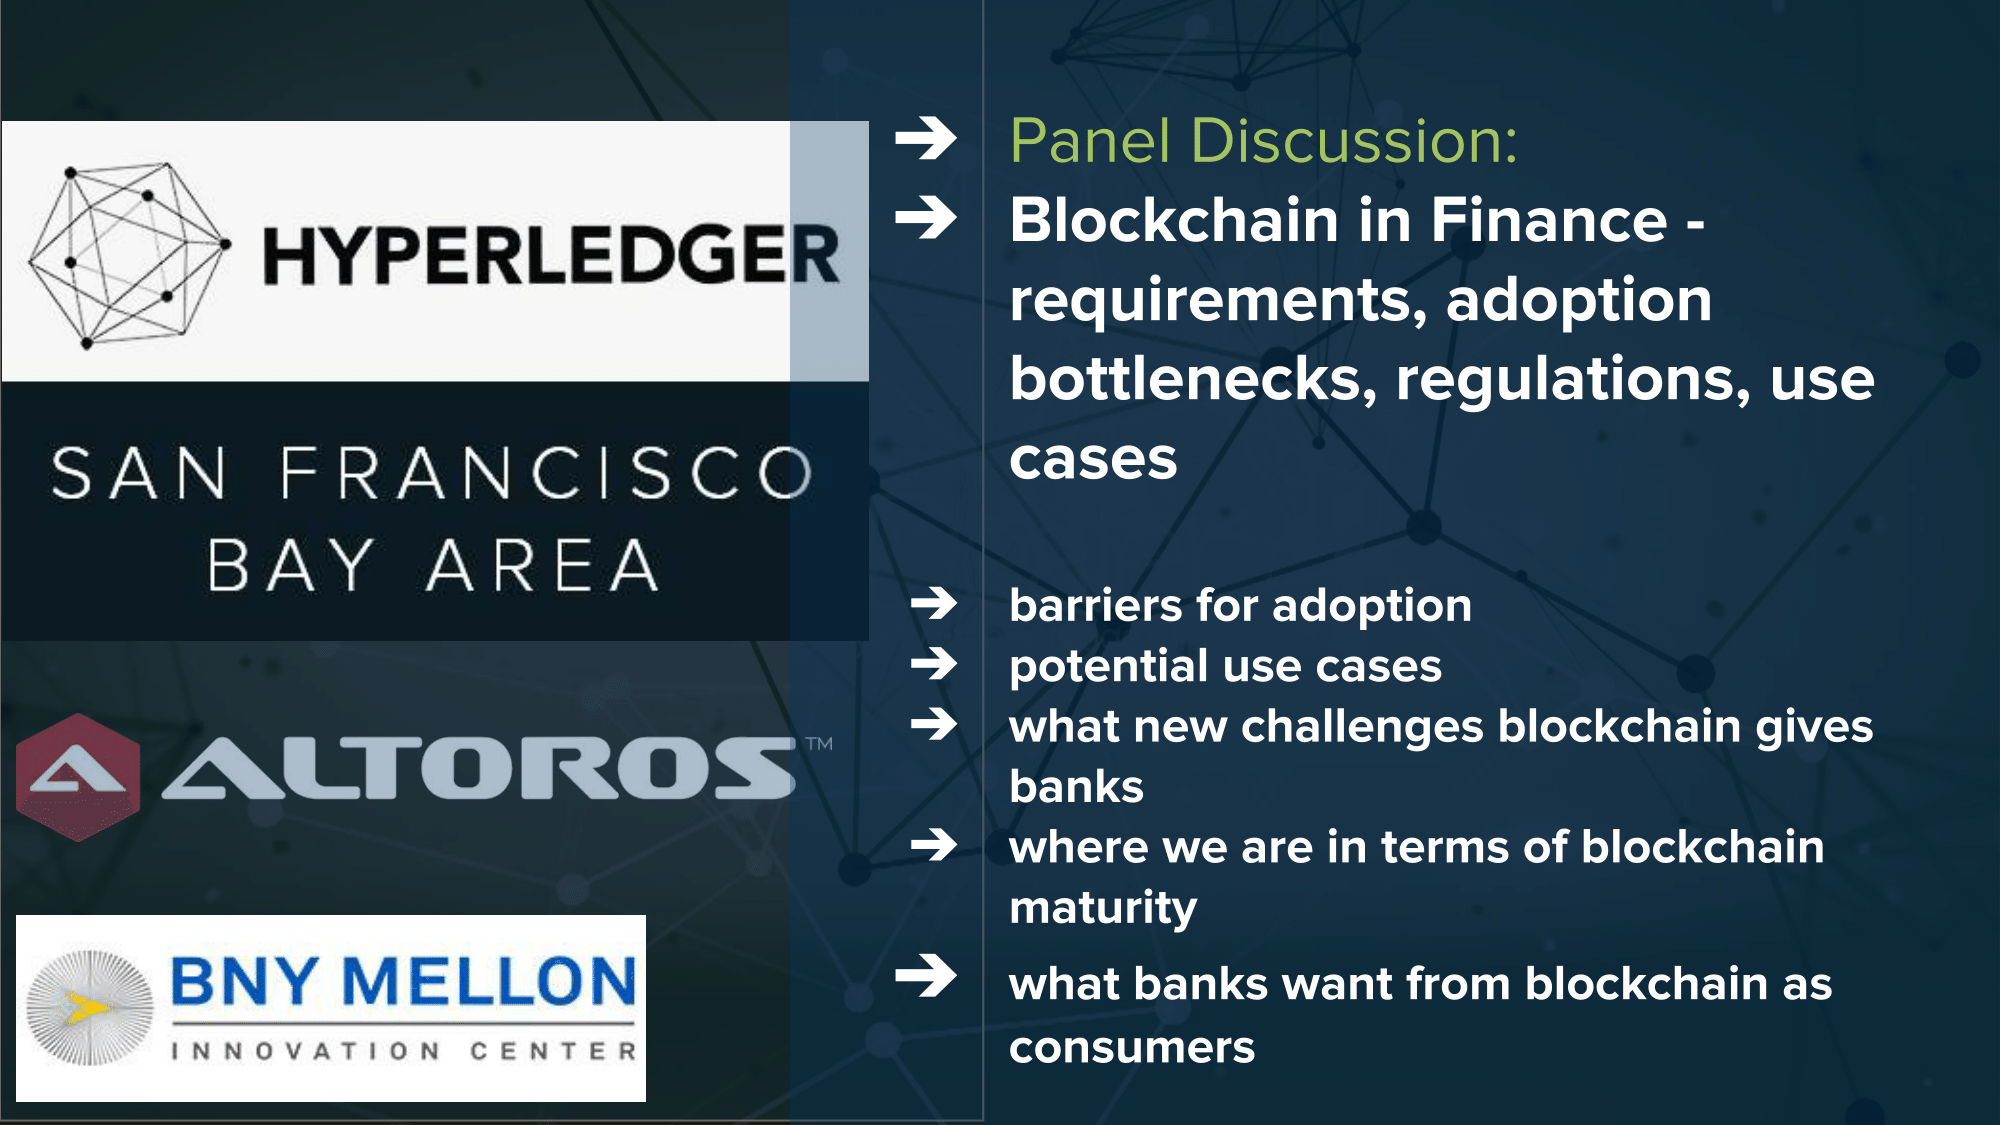 HYPERLEDGER
SAN FRANCISCO
BAY AREA
ALTOROS™
BNY MELLON
INNOVATION CENTER
➔ Panel Discussion:
➔ Blockchain in Finance -
requirements, adoption
bottlenecks, regulations, use
cases
➔ barriers for adoption
➔ potential use cases
➔ what new challenges blockchain gives
banks
➔ where we are in terms of blockchain
maturity
➔ what banks want from blockchain as
consumers